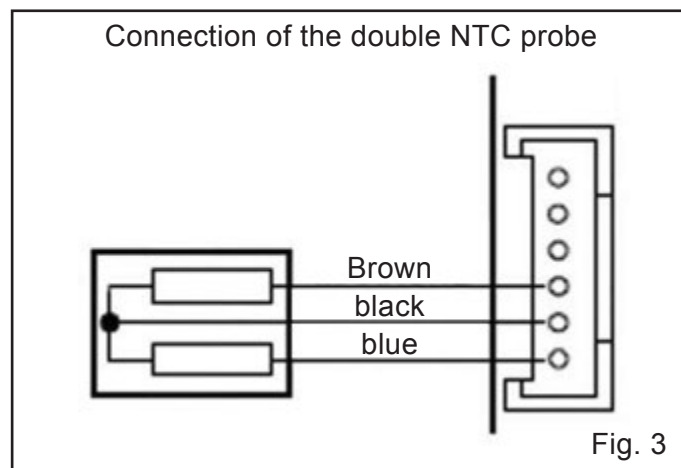 Connection of the double NTC probe
Brown
black
blue
Fig. 3